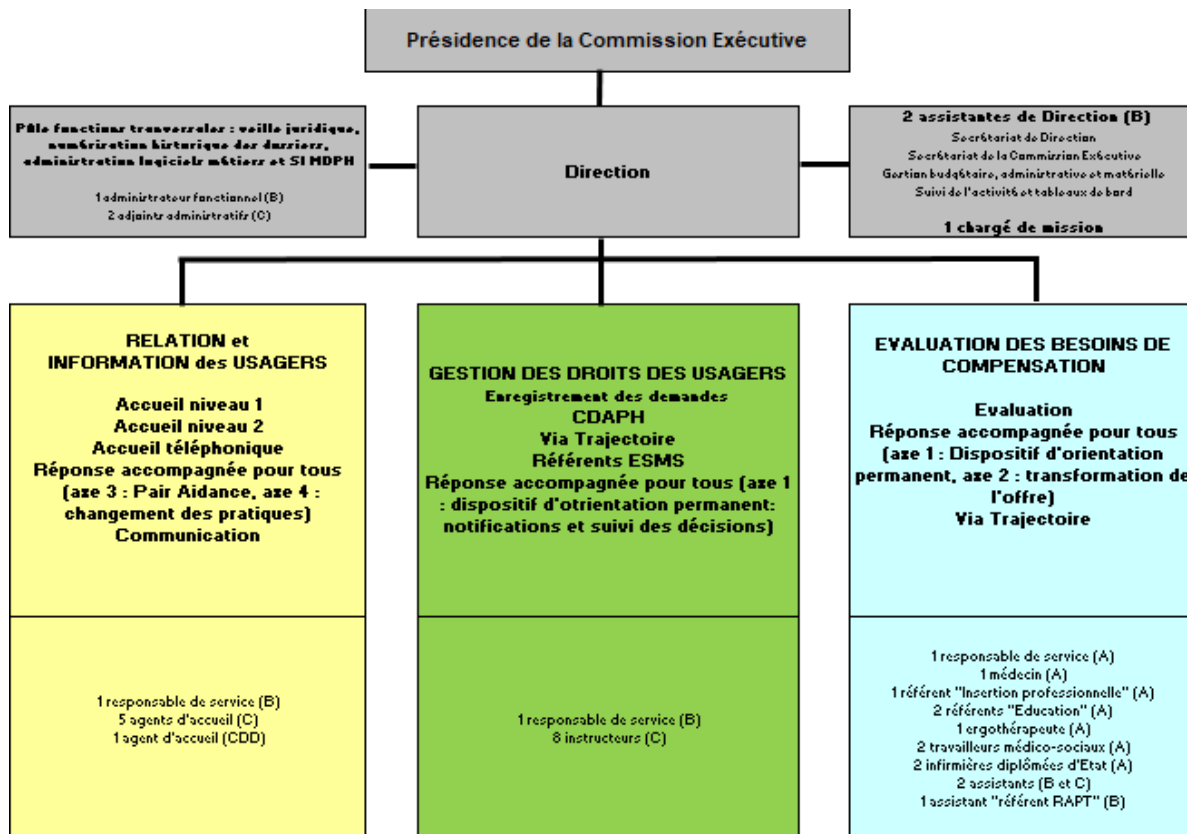 Présidence de la Commission Exécutive
Pôle fonctions tranversales : veille juridique,
numérisation historique des dossiers,
administration logiciels métiers et SI MDPH
1 administrateur fonctionnel (B)
2 adjoints administratifs (C)
Direction
2 assistantes de Direction (B)
Secrétariat de Direction
Secrétariat de la Commission Exécutive
Gestion budgétaire, administrative et matérielle
Suivi de l'activité et tableaux de bord
1 chargé de mission
RELATION et
INFORMATION des USAGERS
Accueil niveau 1
Accueil niveau 2
Accueil téléphonique
Réponse accompagnée pour tous
(axe 3 : Pair Aidance, axe 4 :
changement des pratiques)
Communication
1 responsable de service (B)
5 agents d'accueil (C)
1 agent d'accueil (CDD)
GESTION DES DROITS DES USAGERS
Enregistrement des demandes
CDAPH
Via Trajectoire
Référents ESMS
Réponse accompagnée pour tous (axe 1
: dispositif d'otrientation permanent:
notifications et suivi des décisions)
1 responsable de service (B)
8 instructeurs (C)
EVALUATION DES BESOINS DE
COMPENSATION
Evaluation
Réponse accompagnée pour tous
(axe 1 : Dispositif d'orientation
permanent, axe 2 : transformation de
l'offre)
Via Trajectoire
1 responsable de service (A)
1 médecin (A)
1 référent "Insertion professionnelle" (A)
2 référents "Education" (A)
1 ergothérapeute (A)
2 travailleurs médico-sociaux (A)
2 infirmières diplômées d'Etat (A)
2 assistants (B et C)
1 assistant "référent RAPT" (B)